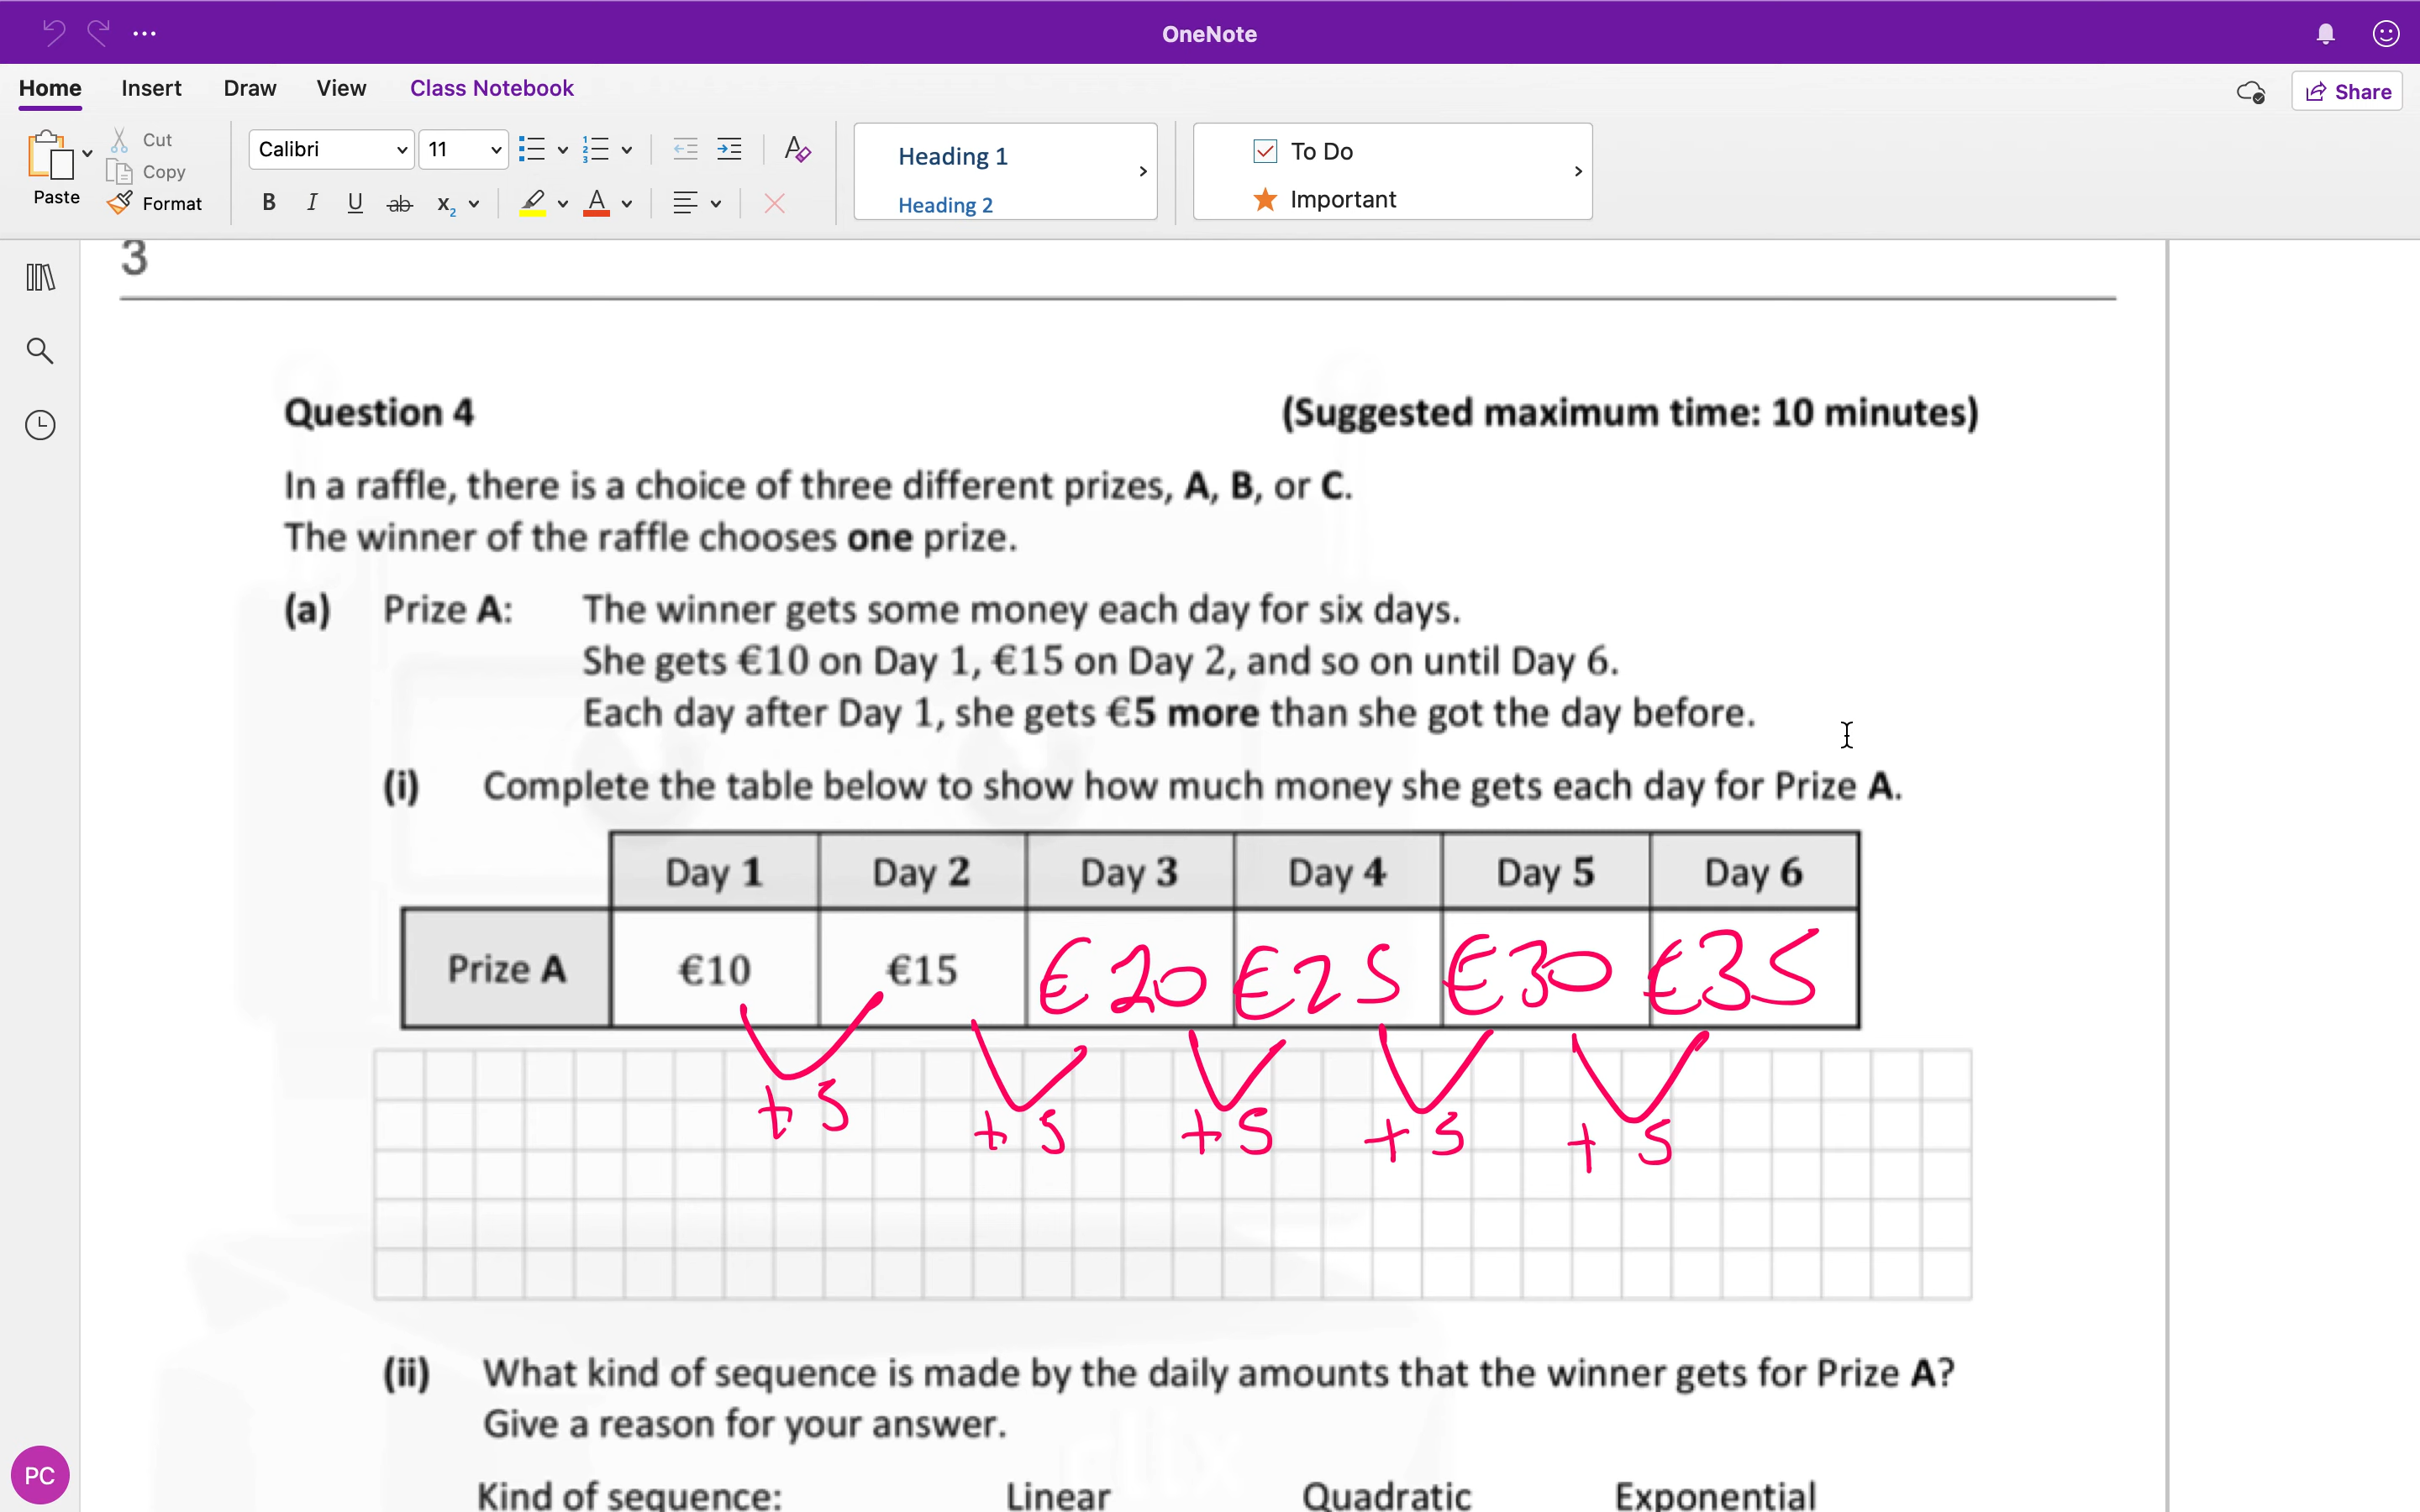 OneNote
Home Insert Draw View Class Notebook Share
Paste Cut Copy Format
Calibri 11
Heading 1
Heading 2
To Do
Important
3
Question 4 (Suggested maximum time: 10 minutes)
In a raffle, there is a choice of three different prizes, A, B, or C.
The winner of the raffle chooses one prize.
(a) Prize A: The winner gets some money each day for six days.
She gets €10 on Day 1, €15 on Day 2, and so on until Day 6.
Each day after Day 1, she gets €5 more than she got the day before.
(i) Complete the table below to show how much money she gets each day for Prize A.
Day 1 Day 2 Day 3 Day 4 Day 5 Day 6
Prize A €10 €15 €20 €25 €30 €35
+5 +5 +5 +5 +5
(ii) What kind of sequence is made by the daily amounts that the winner gets for Prize A?
Give a reason for your answer.
Kind of sequence: Linear Quadratic Exponential
PC